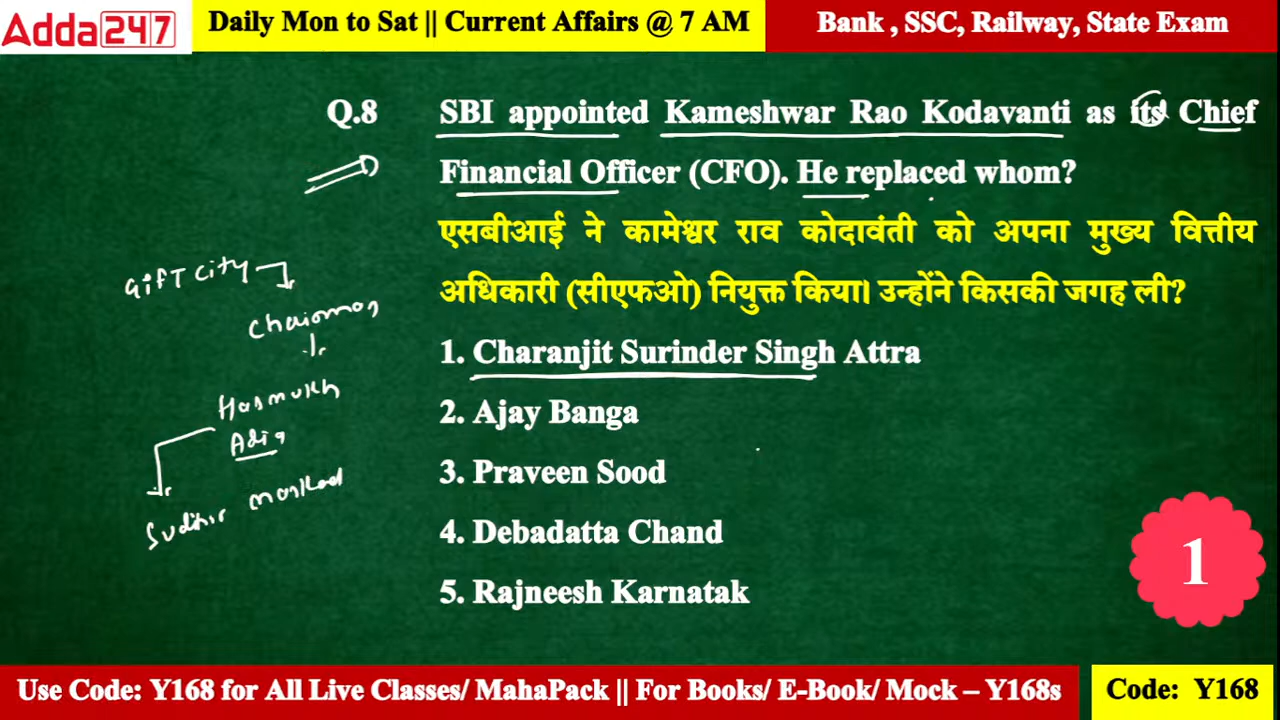 Adda247
Daily Mon to Sat || Current Affairs @ 7 AM
Bank , SSC, Railway, State Exam
Q.8 SBI appointed Kameshwar Rao Kodavanti as its Chief
Financial Officer (CFO). He replaced whom?
एसबीआई ने कामेश्वर राव कोदावंती को अपना मुख्य वित्तीय
अधिकारी (सीएफओ) नियुक्त किया। उन्होंने किसकी जगह ली?
1. Charanjit Surinder Singh Attra
2. Ajay Banga
3. Praveen Sood
4. Debadatta Chand
5. Rajneesh Karnatak
GIFT City
Hasmukh
Sudhir
1
Use Code: Y168 for All Live Classes/ MahaPack || For Books/ E-Book/ Mock – Y168s
Code: Y168